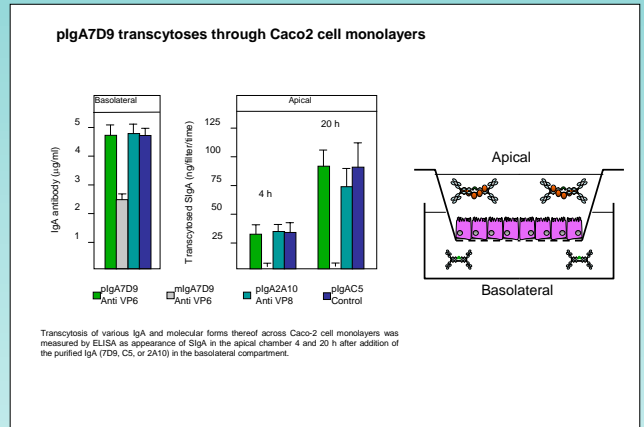 pIgA7D9 transcytoses through Caco2 cell monolayers
Basolateral
Apical
IgA antibody (µg/ml)
5
4
3
2
1
Transcytosed SIgA (ng/filter/time)
125
100
75
50
25
4 h
20 h
pIgA7D9
Anti VP6
mIgA7D9
Anti VP6
pIgA2A10
Anti VP8
pIgAC5
Control
Apical
Basolateral
Transcytosis of various IgA and molecular forms thereof across Caco-2 cell monolayers was
measured by ELISA as appearance of SIgA in the apical chamber 4 and 20 h after addition of
the purified IgA (7D9, C5, or 2A10) in the basolateral compartment.